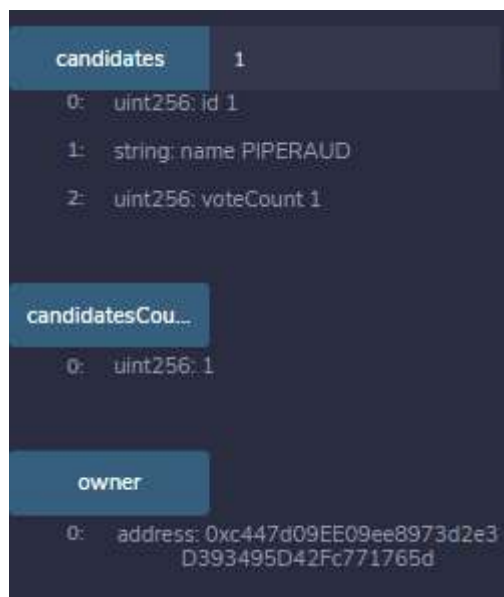 candidates 1
0: uint256: id 1
1: string: name PIPERAUD
2: uint256: voteCount 1
candidatesCou...
0: uint256: 1
owner
0: address: 0xc447d09EE09ee8973d2e3
D393495D42Fc771765d